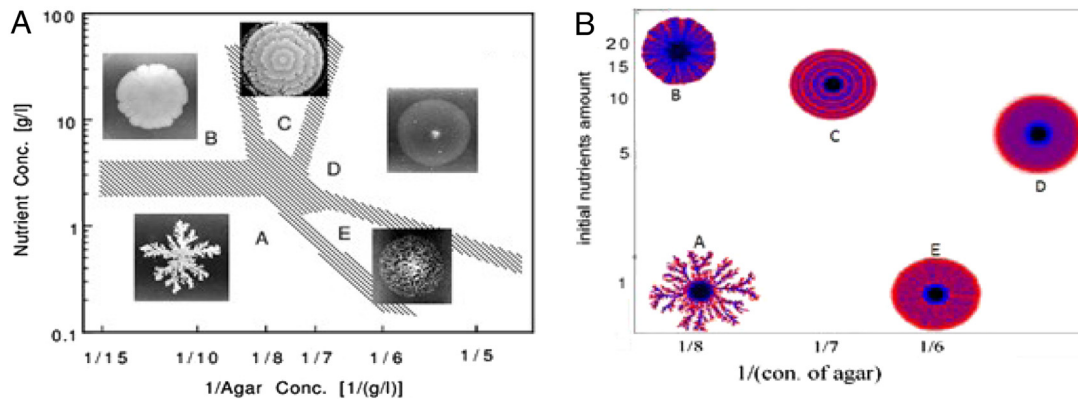 A
Nutrient Conc. [g/l]
100
10
1
0.1
B
C
D
A
E
1/15
1/10
1/8
1/7
1/6
1/5
1/Agar Conc. [1/(g/l)]
B
initial nutrients amount
20
15
10
5
1
B
C
D
A
E
1/8
1/7
1/6
1/(con. of agar)